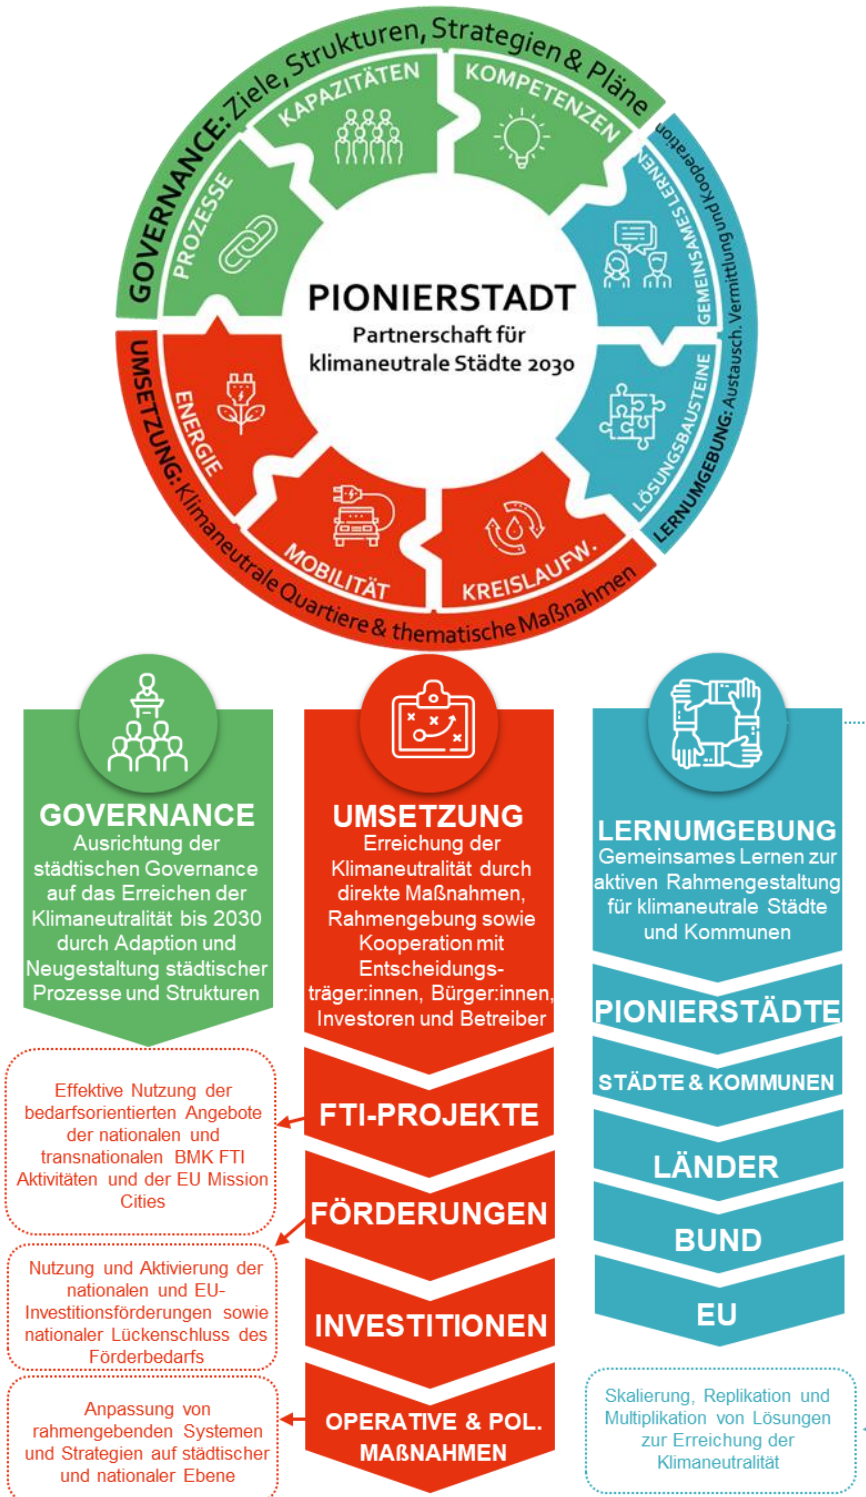 GOVERNANCE: Ziele, Strukturen, Strategien & Pläne
PROZESSE
KAPAZITÄTEN
KOMPETENZEN
LERNUMGEBUNG: Austausch. Vermittlung und Kooperation
GEMEINSAMES LERNEN
LÖSUNGSBAUSTEINE
UMSETZUNG: Klimaneutrale Quartiere & thematische Maßnahmen
ENERGIE
MOBILITÄT
KREISLAUFW.
PIONIERSTADT
Partnerschaft für
klimaneutrale Städte 2030
GOVERNANCE
Ausrichtung der
städtischen Governance
auf das Erreichen der
Klimaneutralität bis 2030
durch Adaption und
Neugestaltung städtischer
Prozesse und Strukturen
Effektive Nutzung der
bedarfsorientierten Angebote
der nationalen und
transnationalen BMK FTI
Aktivitäten und der EU Mission
Cities
Nutzung und Aktivierung der
nationalen und EU-
Investitionsförderungen sowie
nationaler Lückenschluss des
Förderbedarfs
Anpassung von
rahmengebenden Systemen
und Strategien auf städtischer
und nationaler Ebene
UMSETZUNG
Erreichung der
Klimaneutralität durch
direkte Maßnahmen,
Rahmengebung sowie
Kooperation mit
Entscheidungs-
träger:innen, Bürger:innen,
Investoren und Betreiber
FTI-PROJEKTE
FÖRDERUNGEN
INVESTITIONEN
OPERATIVE & POL.
MAßNAHMEN
LERNUMGEBUNG
Gemeinsames Lernen zur
aktiven Rahmengestaltung
für klimaneutrale Städte
und Kommunen
PIONIERSTÄDTE
STÄDTE & KOMMUNEN
LÄNDER
BUND
EU
Skalierung, Replikation und
Multiplikation von Lösungen
zur Erreichung der
Klimaneutralität